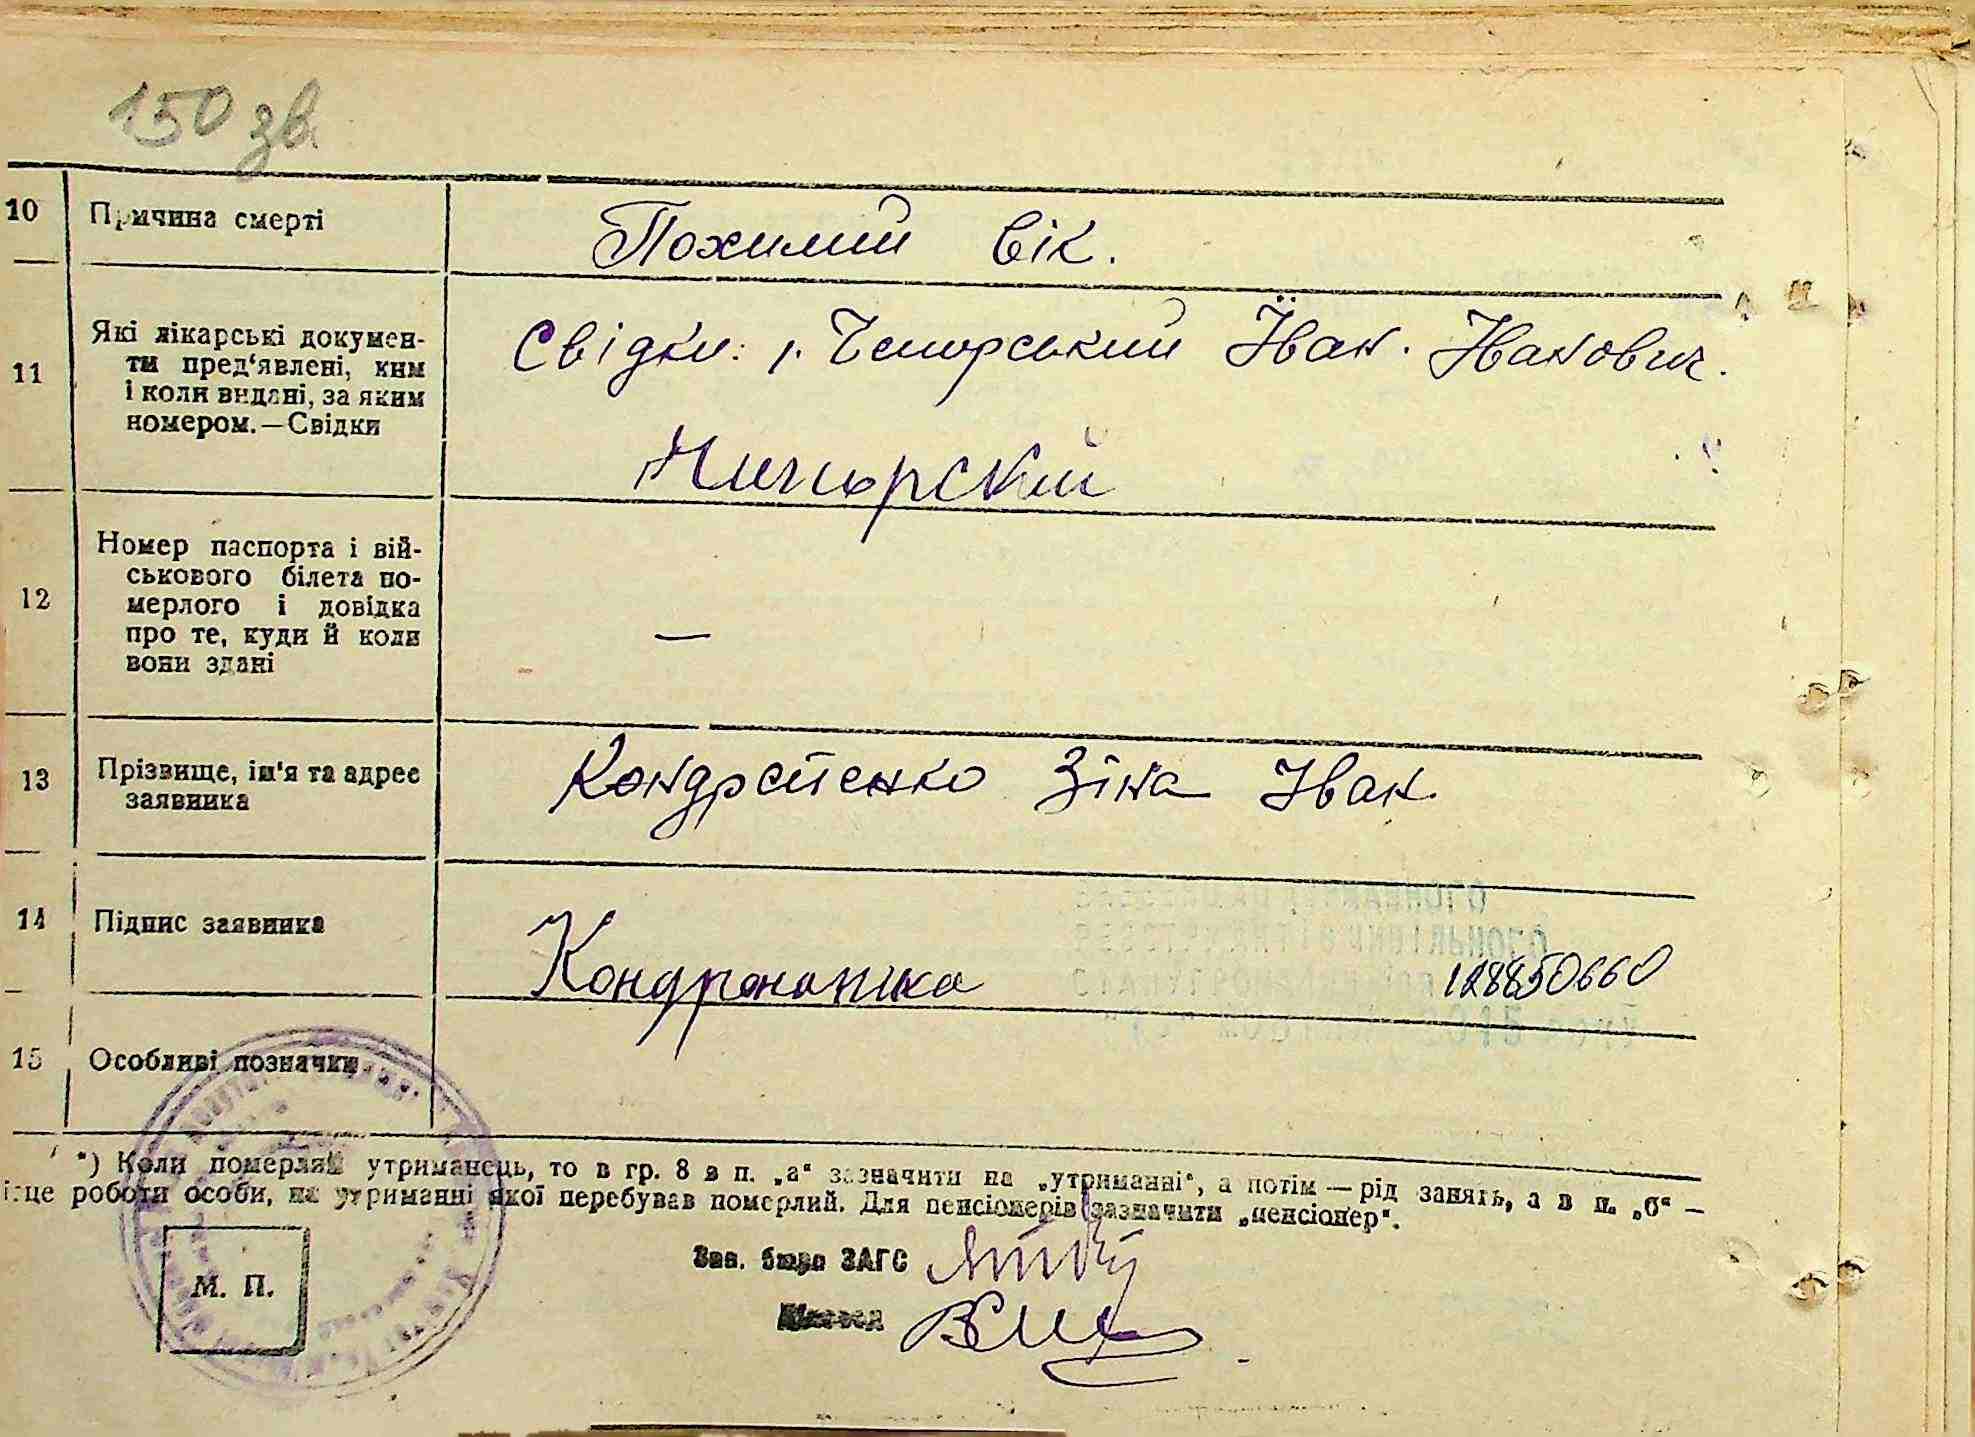 150 зв.
10 Причина смерті Похилий вік.
11 Які лікарські докумен-
ти пред'явлені, ким
і коли видані, за яким
номером.—Свідки
Свідки: 1. Іван. Іванович.
12 Номер паспорта і вій-
ськового білета по-
мерлого і довідка
про те, куди й коли
вони здані
—
13 Прізвище, ім'я та адрес
заявника
Зіна Іван.
14 Підпис заявника
128850660
15 Особливі позначки
*) Коли померлий утриманець, то в гр. 8 в п. „а“ зазначити на „утриманні“, а потім — рід занять, а в п. „б“ —
місце роботи особи, на утриманні якої перебував померлий. Для пенсіонерів зазначити „пенсіонер“.
Зав. бюро ЗАГС
М. П.